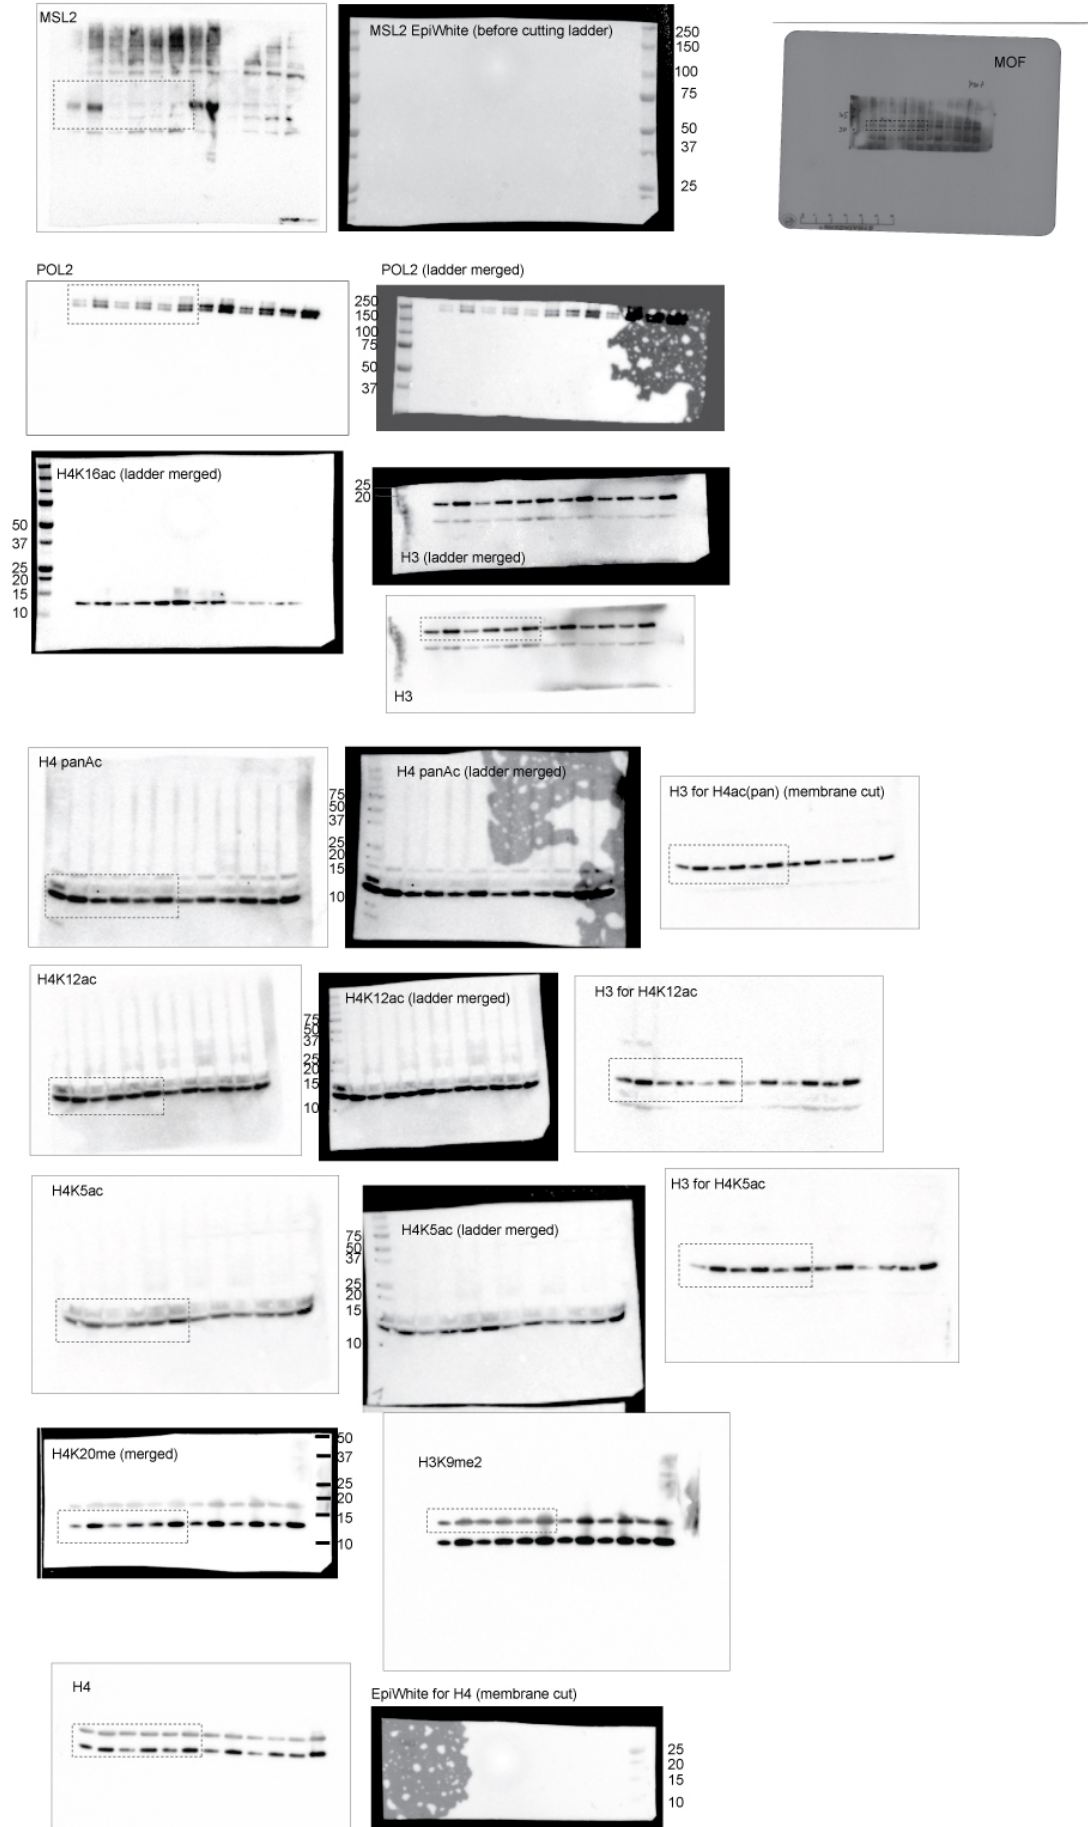 MSL2
MSL2 EpiWhite (before cutting ladder)
250
150
100
75
50
37
25
MOF
POL2
POL2 (ladder merged)
250
150
100
75
50
37
H4K16ac (ladder merged)
50
37
25
20
15
10
25
20
H3 (ladder merged)
H3
H4 panAc
H4 panAc (ladder merged)
75
50
37
25
20
15
10
H3 for H4ac(pan) (membrane cut)
H4K12ac
H4K12ac (ladder merged)
75
50
37
25
20
15
10
H3 for H4K12ac
H4K5ac
H4K5ac (ladder merged)
75
50
37
25
20
15
10
H3 for H4K5ac
H4K20me (merged)
50
37
25
20
15
10
H3K9me2
H4
EpiWhite for H4 (membrane cut)
25
20
15
10